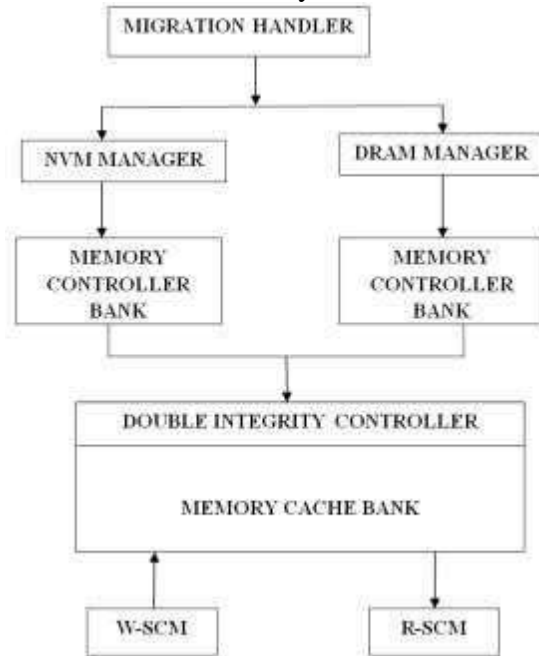 MIGRATION HANDLER
NVM MANAGER
DRAM MANAGER
MEMORY
CONTROLLER
BANK
MEMORY
CONTROLLER
BANK
DOUBLE INTEGRITY CONTROLLER
MEMORY CACHE BANK
W-SCM
R-SCM